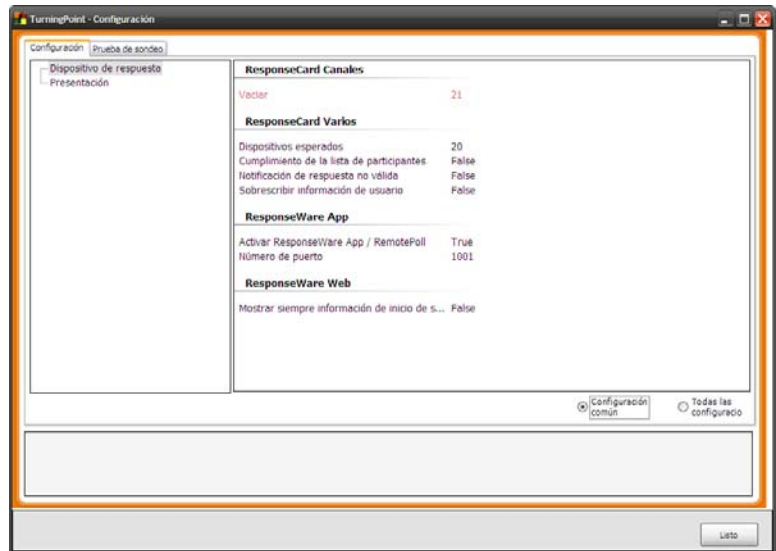 TurningPoint - Configuración
Configuración Prueba de sondeo
Dispositivo de respuesta
Presentación
ResponseCard Canales
Vaciar 21
ResponseCard Varios
Dispositivos esperados 20
Cumplimiento de la lista de participantes False
Notificación de respuesta no válida False
Sobrescribir información de usuario False
ResponseWare App
Activar ResponseWare App / RemotePoll True
Número de puerto 1001
ResponseWare Web
Mostrar siempre información de inicio de s... False
Configuración común
Todas las configuracio
Listo